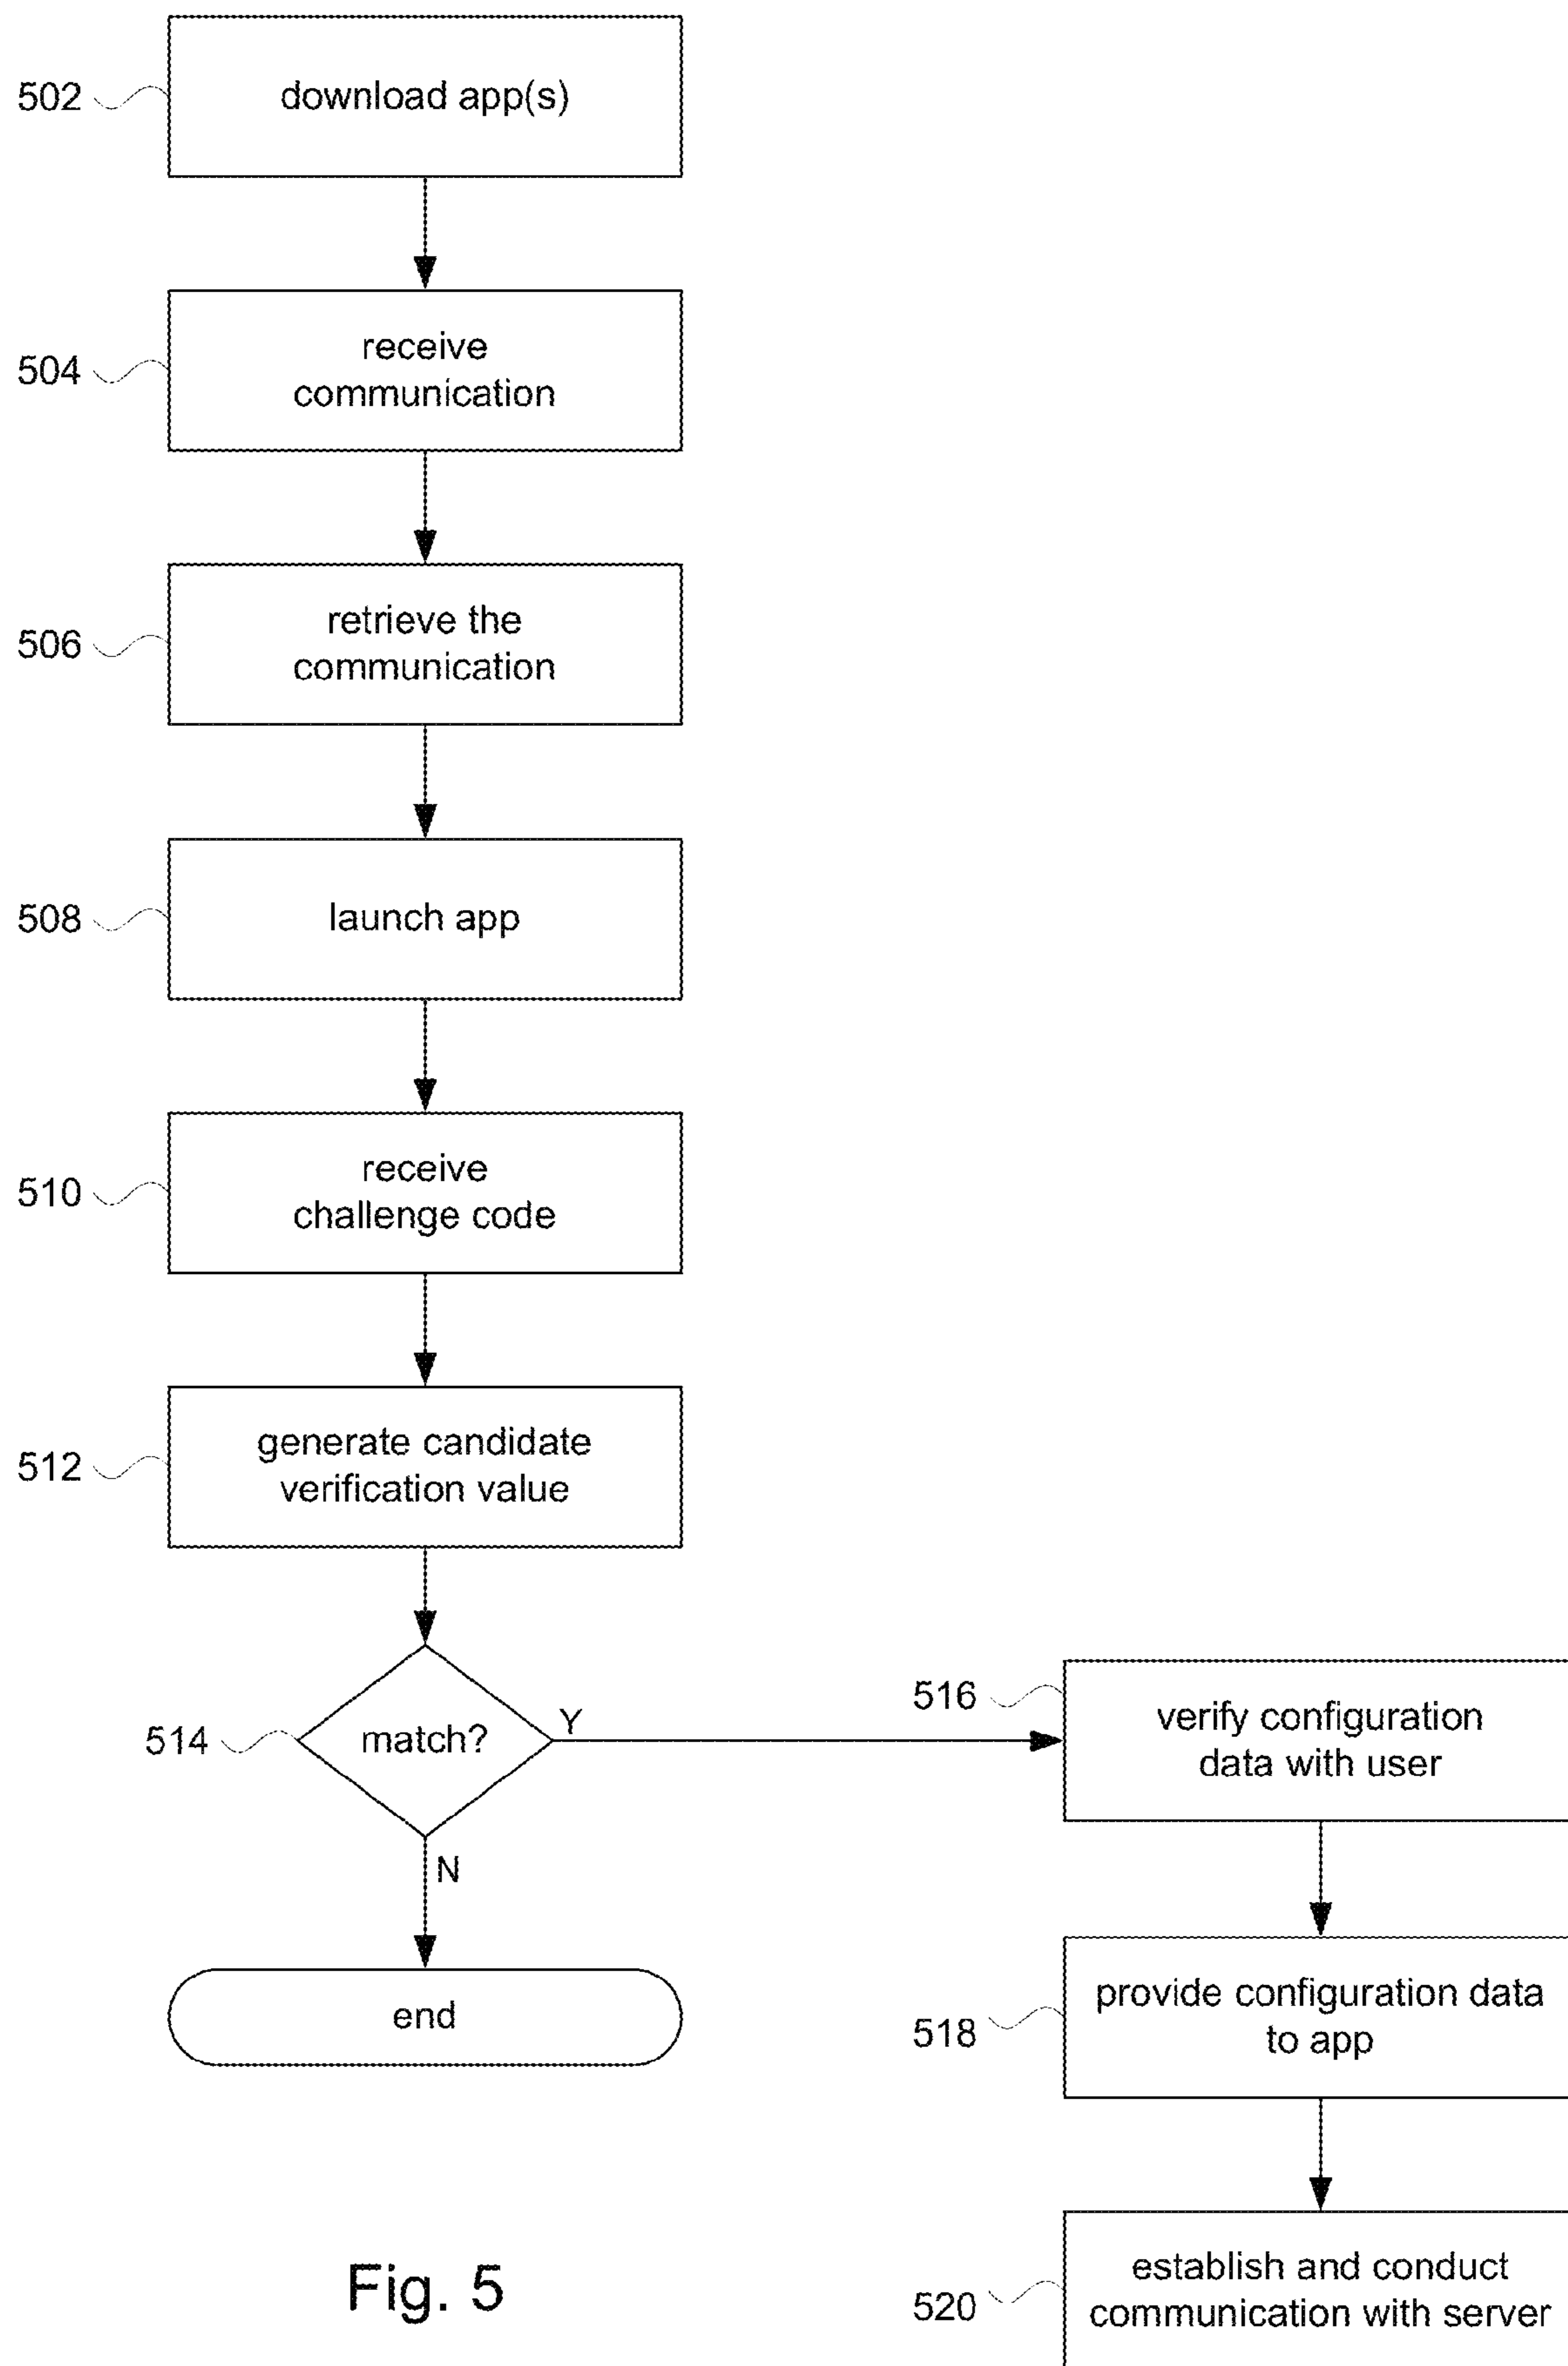 502
download app(s)
504
receive
communication
506
retrieve the
communication
508
launch app
510
receive
challenge code
512
generate candidate
verification value
514
match?
Y
N
end
516
verify configuration
data with user
518
provide configuration data
to app
520
establish and conduct
communication with server
Fig. 5